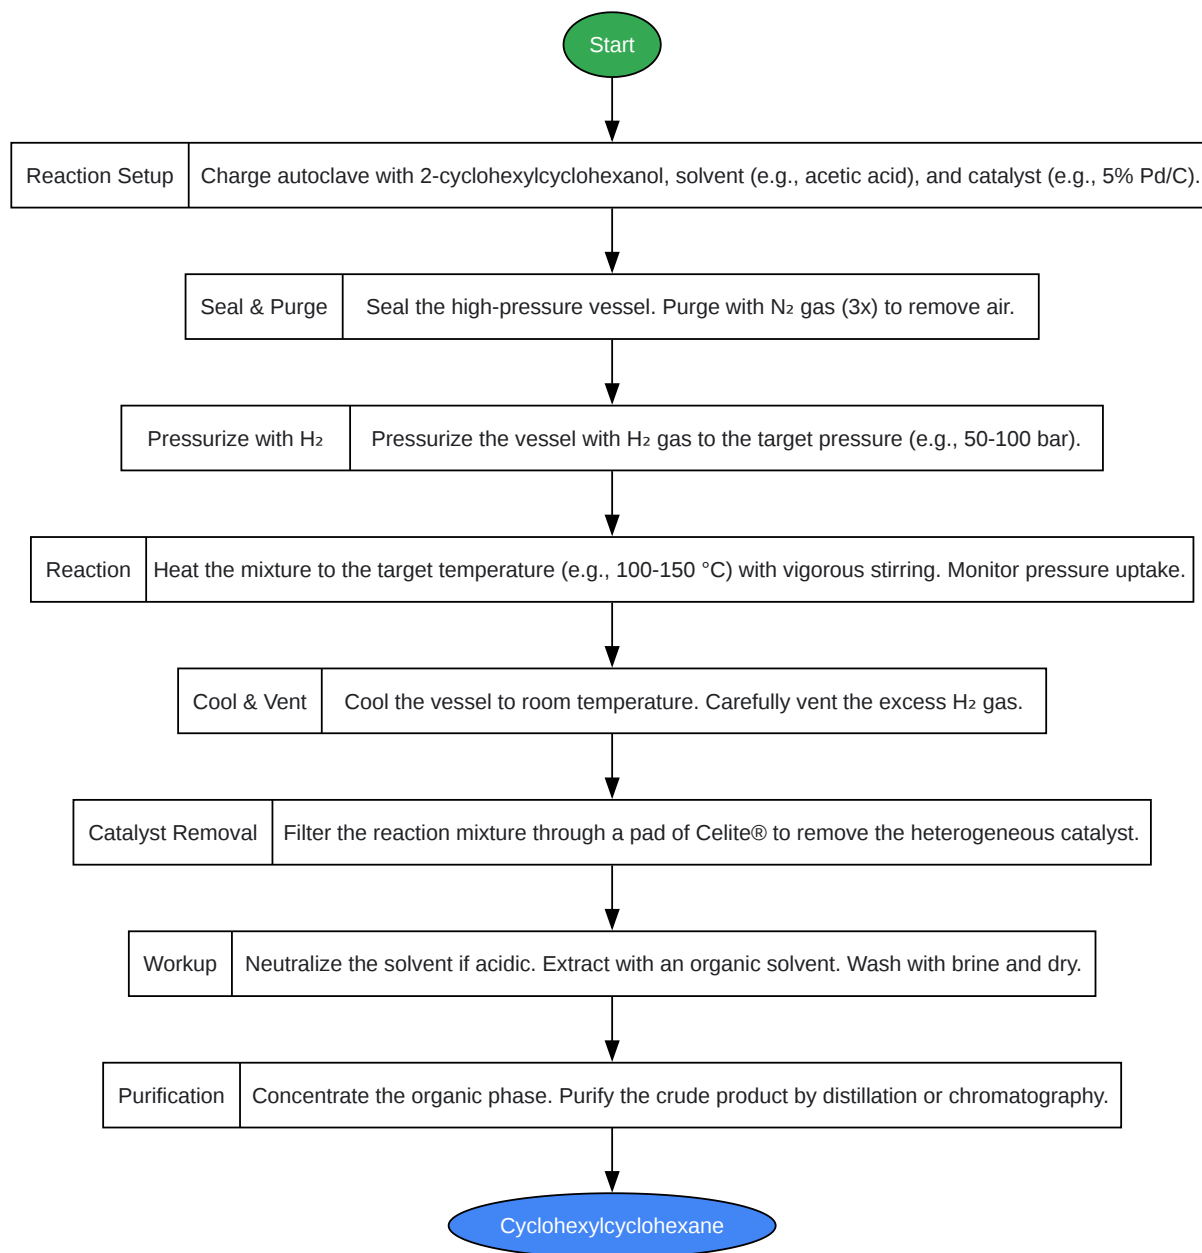 Start
Reaction Setup
Charge autoclave with 2-cyclohexylcyclohexanol, solvent (e.g., acetic acid), and catalyst (e.g., 5% Pd/C).
Seal & Purge
Seal the high-pressure vessel. Purge with N₂ gas (3x) to remove air.
Pressurize with H₂
Pressurize the vessel with H₂ gas to the target pressure (e.g., 50-100 bar).
Reaction
Heat the mixture to the target temperature (e.g., 100-150 °C) with vigorous stirring. Monitor pressure uptake.
Cool & Vent
Cool the vessel to room temperature. Carefully vent the excess H₂ gas.
Catalyst Removal
Filter the reaction mixture through a pad of Celite® to remove the heterogeneous catalyst.
Workup
Neutralize the solvent if acidic. Extract with an organic solvent. Wash with brine and dry.
Purification
Concentrate the organic phase. Purify the crude product by distillation or chromatography.
Cyclohexylcyclohexane